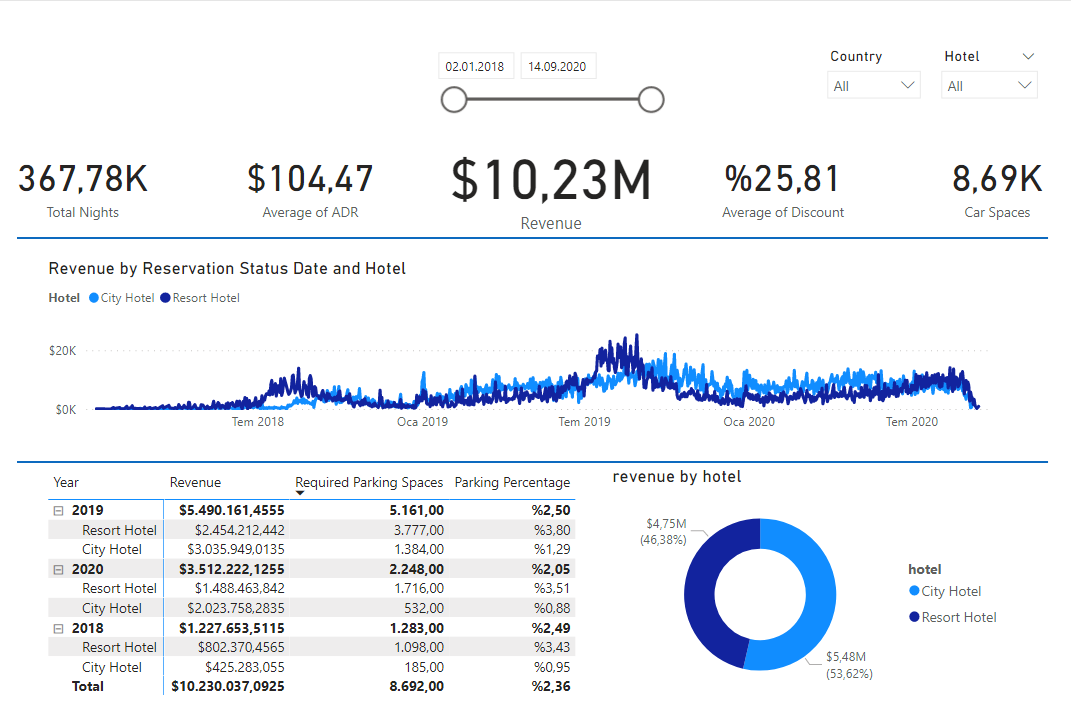 Country Hotel
02.01.2018 14.09.2020
All All
367,78K $104,47 $10,23M %25,81 8,69K
Total Nights Average of ADR Revenue Average of Discount Car Spaces
Revenue by Reservation Status Date and Hotel
Hotel City Hotel Resort Hotel
$20K
$0K
Tem 2018 Oca 2019 Tem 2019 Oca 2020 Tem 2020
Year Revenue Required Parking Spaces Parking Percentage
2019 $5.490.161,4555 5.161,00 %2,50
Resort Hotel $2.454.212,442 3.777,00 %3,80
City Hotel $3.035.949,0135 1.384,00 %1,29
2020 $3.512.222,1255 2.248,00 %2,05
Resort Hotel $1.488.463,842 1.716,00 %3,51
City Hotel $2.023.758,2835 532,00 %0,88
2018 $1.227.653,5115 1.283,00 %2,49
Resort Hotel $802.370,4565 1.098,00 %3,43
City Hotel $425.283,055 185,00 %0,95
Total $10.230.037,0925 8.692,00 %2,36
revenue by hotel
$4,75M
(46,38%)
$5,48M
(53,62%)
hotel
City Hotel
Resort Hotel